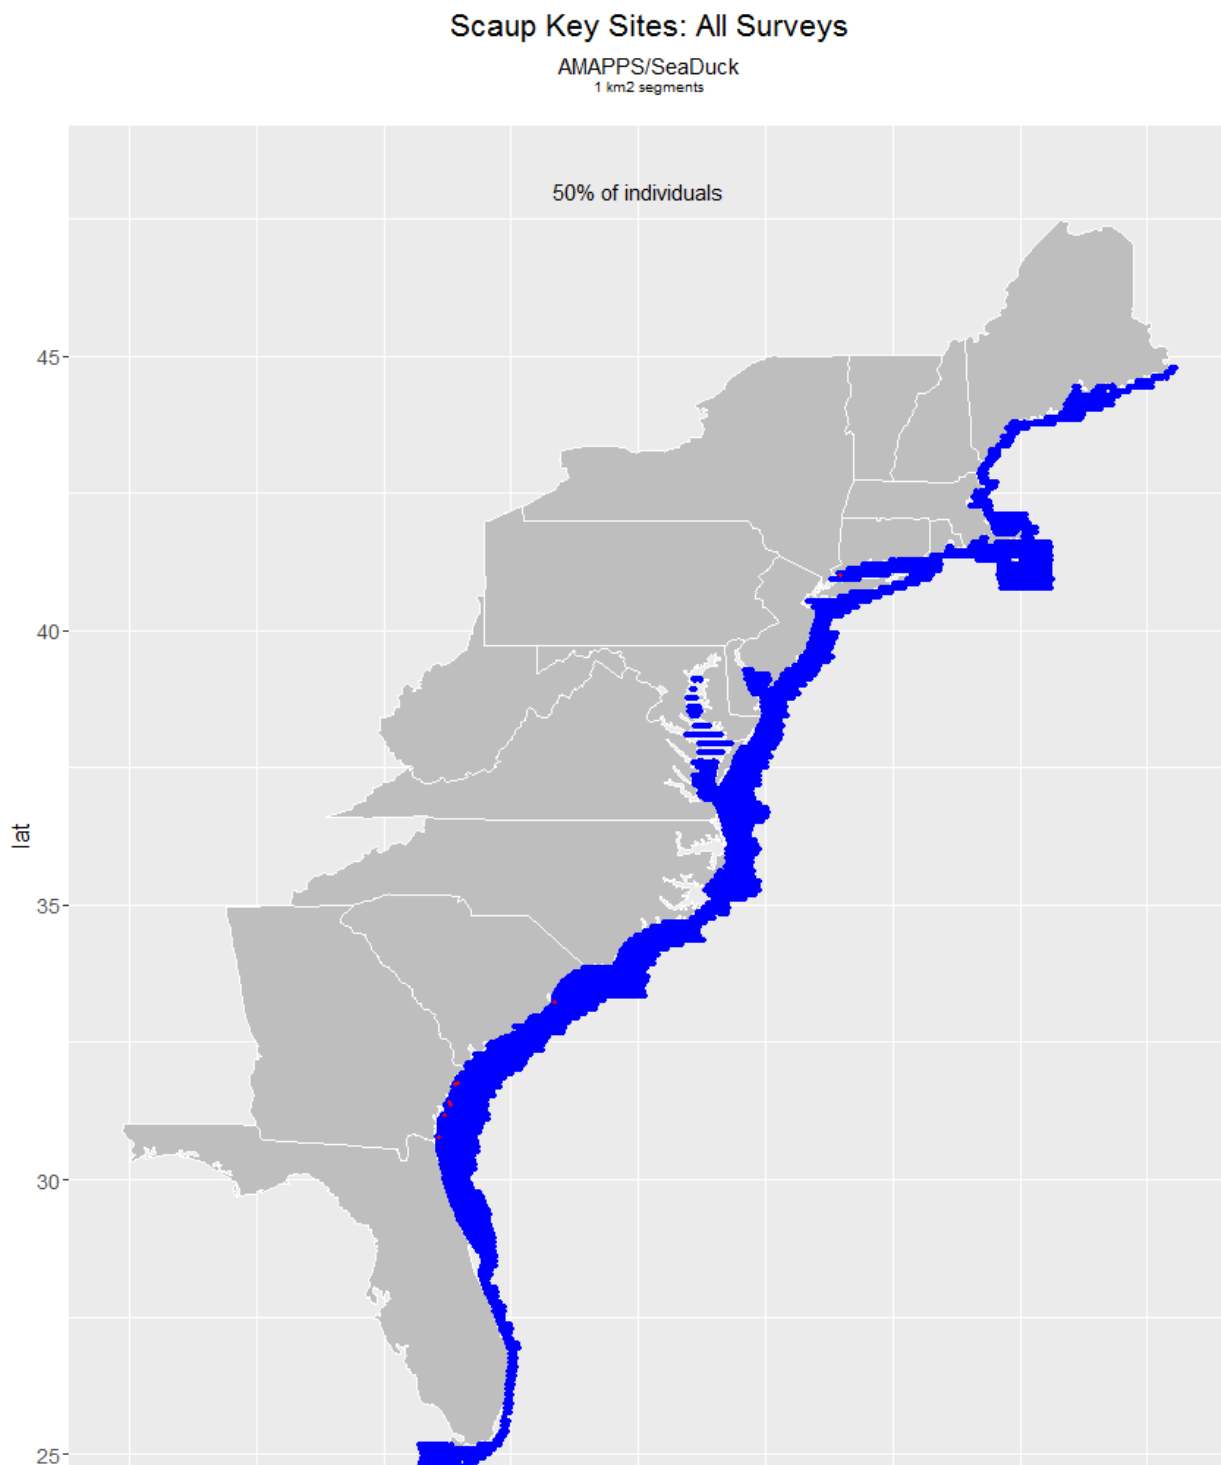 Scaup Key Sites: All Surveys
AMAPPS/SeaDuck
1 km2 segments
50% of individuals
45
40
lat
35
30
25